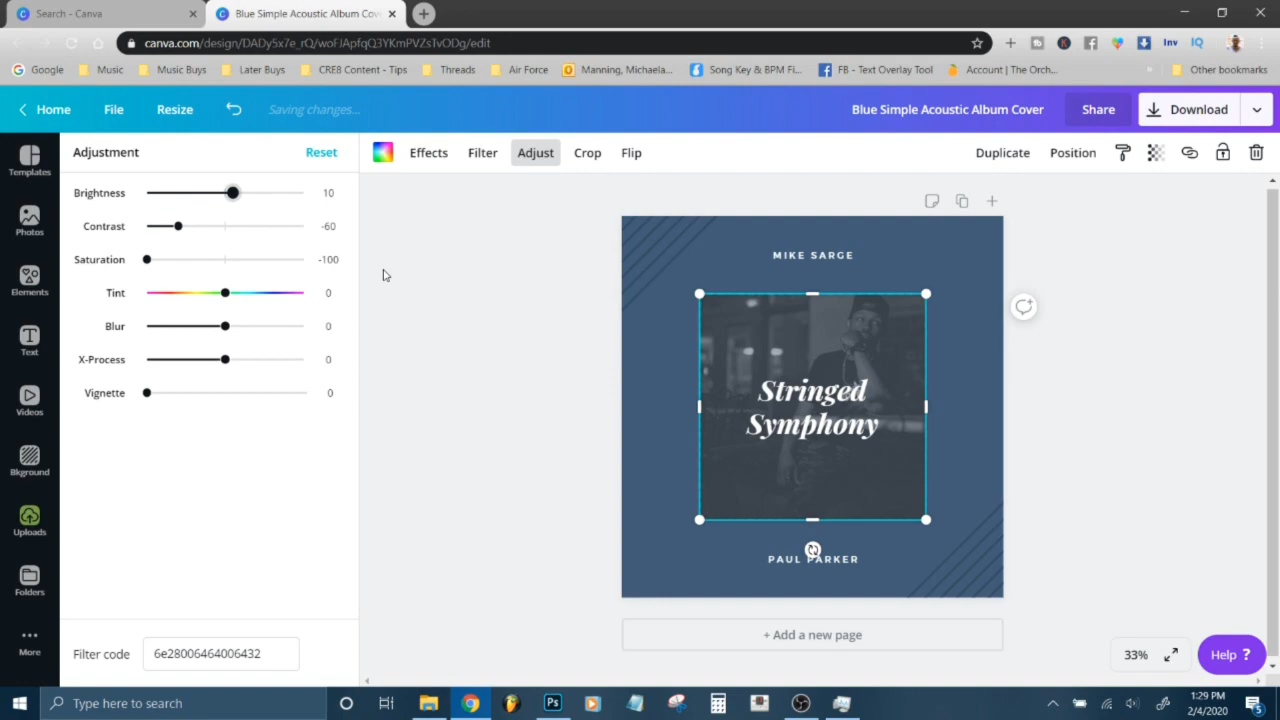 Search - Canva
Blue Simple Acoustic Album Cov
canva.com/design/DADy5x7e_rQ/woFJApfqQ3YKmPVZsTvODg/edit
Inv IQ
Google Music Music Buys Later Buys CRE8 Content - Tips Threads Air Force Manning, Michaela... Song Key & BPM Fi... FB - Text Overlay Tool Account | The Orch... Other bookmarks
Home File Resize Saving changes... Blue Simple Acoustic Album Cover Share Download
Adjustment Reset Effects Filter Adjust Crop Flip Duplicate Position
Templates
Photos
Elements
Text
Videos
Bkground
Uploads
Folders
More
Brightness 10
Contrast -60
Saturation -100
Tint 0
Blur 0
X-Process 0
Vignette 0
Filter code 6e28006464006432
MIKE SARGE
Stringed
Symphony
PAUL PARKER
+ Add a new page
33%
Help ?
Type here to search
Ps
1:29 PM
2/4/2020
5